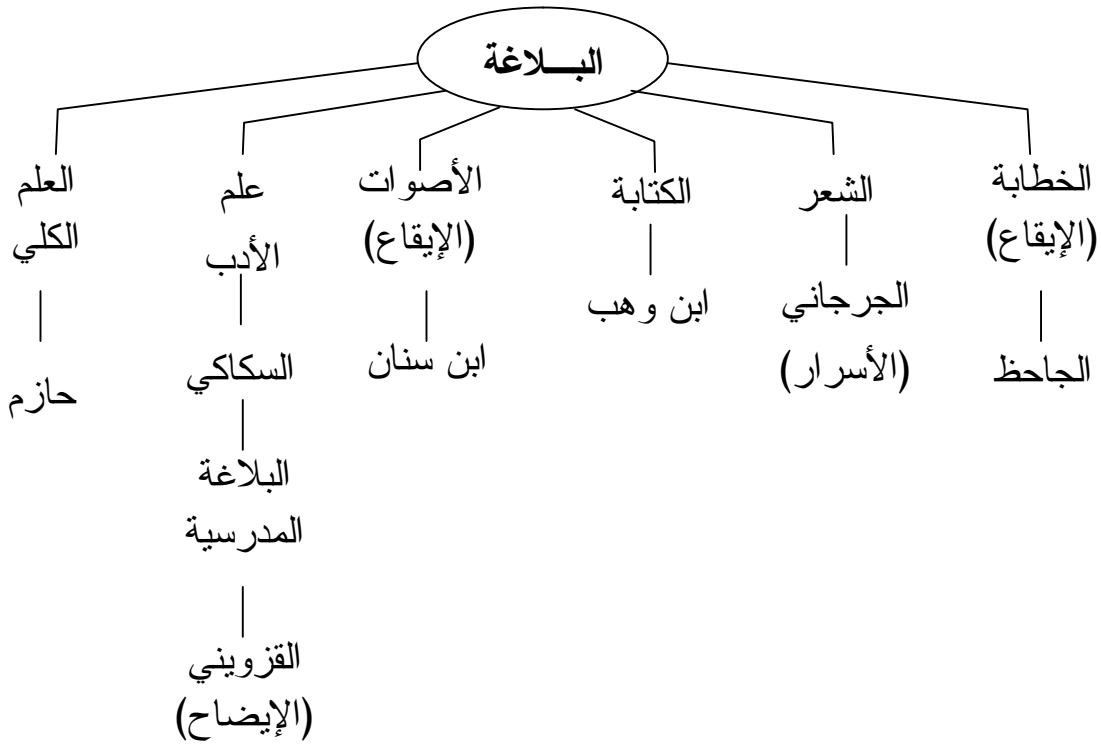 البــلاغة
الخطابة
(الإيقاع)
الجاحظ
الشعر
الجرجاني
(الأسرار)
الكتابة
ابن وهب
الأصوات
(الإيقاع)
ابن سنان
علم
الأدب
السكاكي
البلاغة
المدرسية
القزويني
(الإيضاح)
العلم
الكلي
حازم